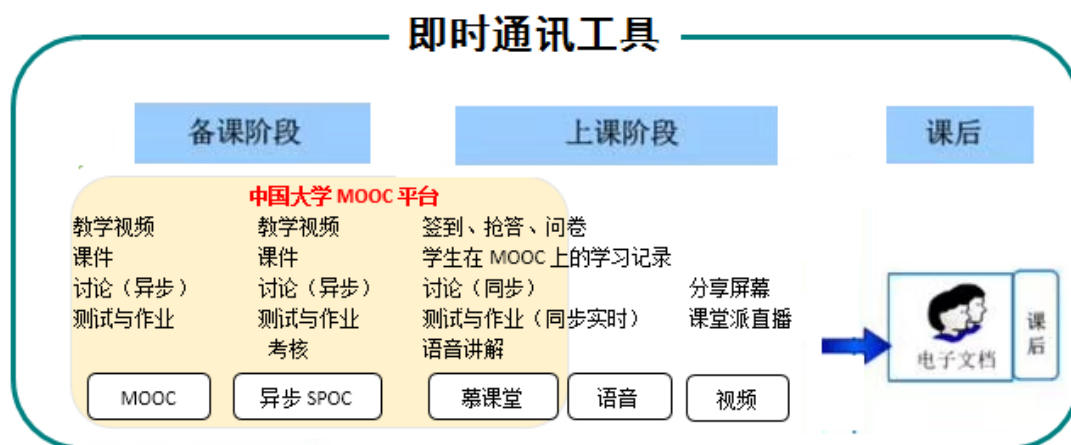 即时通讯工具
备课阶段
上课阶段
课后
中国大学 MOOC 平台
教学视频
课件
讨论（异步）
测试与作业
MOOC
教学视频
课件
讨论（异步）
测试与作业
考核
异步 SPOC
签到、抢答、问卷
学生在 MOOC 上的学习记录
讨论（同步）
测试与作业（同步实时）
语音讲解
慕课堂
语音
分享屏幕
课堂派直播
视频
电子文档
课
后